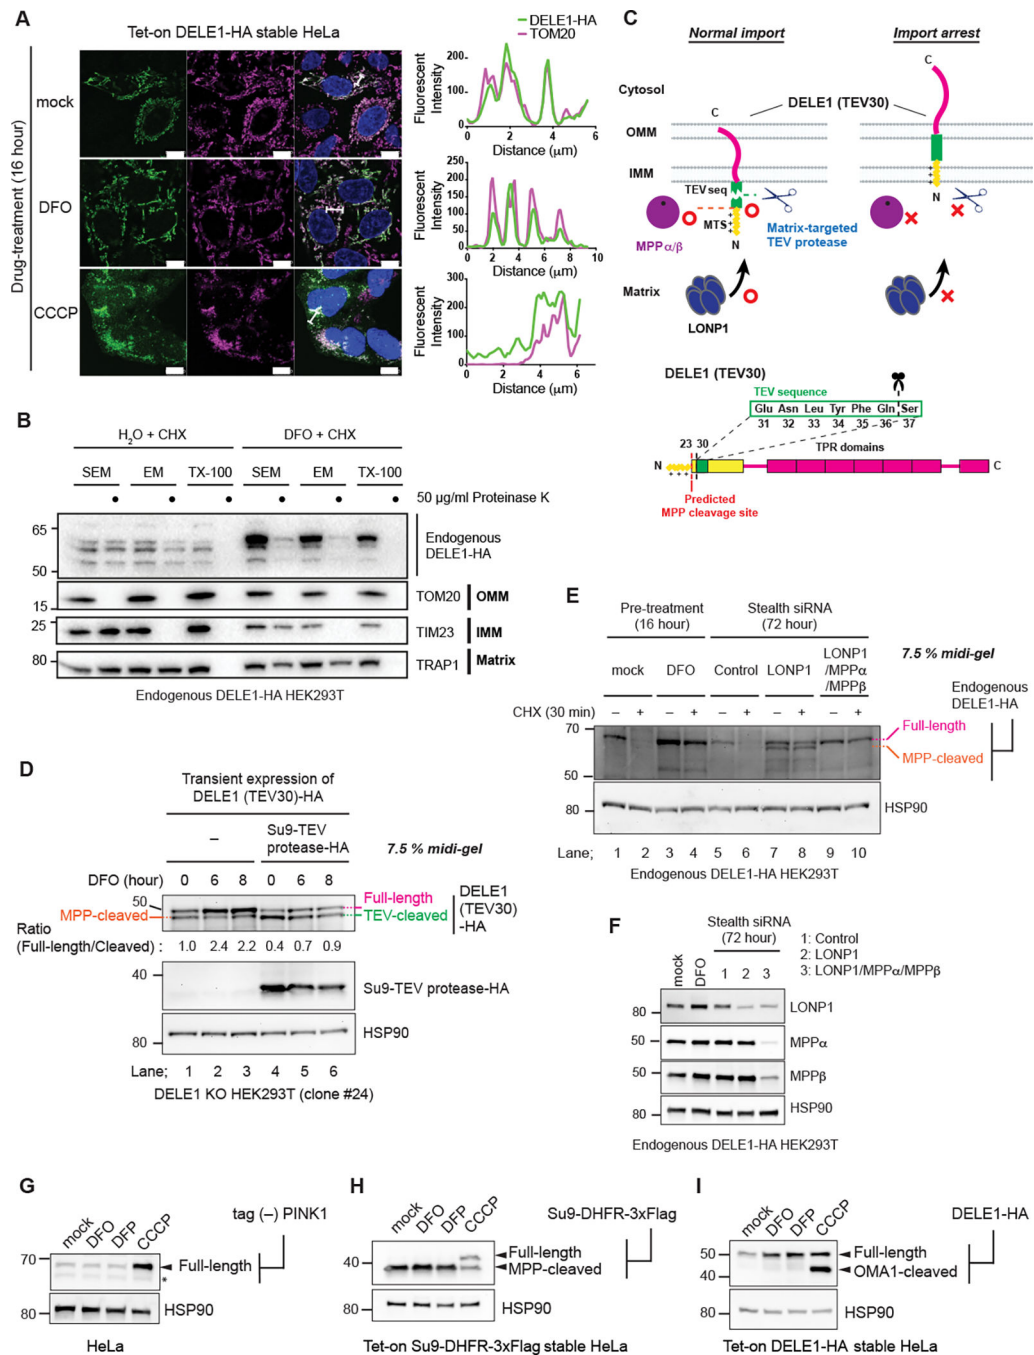 A
Tet-on DELE1-HA stable HeLa
Drug-treatment (16 hour)
mock
DFO
CCCP
DELE1-HA
TOM20
Fluorescent Intensity
250
200
150
100
50
0
0 2 4 6
Distance (μm)
Fluorescent Intensity
250
200
150
100
50
0
0 2 4 6 8 10
Distance (μm)
Fluorescent Intensity
300
200
100
0
0 2 4 6
Distance (μm)
B
H₂O + CHX DFO + CHX
SEM EM TX-100 SEM EM TX-100
50 μg/ml Proteinase K
65
50
Endogenous DELE1-HA
15
TOM20 OMM
25
TIM23 IMM
80
TRAP1 Matrix
Endogenous DELE1-HA HEK293T
C
Normal import Import arrest
Cytosol
C C
DELE1 (TEV30)
OMM
IMM
TEV seq
MTS
N N
MPP α/β
Matrix-targeted TEV protease
Matrix
LONP1
DELE1 (TEV30)
TEV sequence
Glu Asn Leu Tyr Phe Gln Ser
31 32 33 34 35 36 37
23 30
TPR domains
N C
Predicted MPP cleavage site
D
Transient expression of DELE1 (TEV30)-HA
– Su9-TEV protease-HA
7.5 % midi-gel
DFO (hour) 0 6 8 0 6 8
50
MPP-cleaved
Full-length
TEV-cleaved
DELE1 (TEV30) -HA
Ratio (Full-length/Cleaved) : 1.0 2.4 2.2 0.4 0.7 0.9
40
Su9-TEV protease-HA
80
HSP90
Lane; 1 2 3 4 5 6
DELE1 KO HEK293T (clone #24)
E
Pre-treatment (16 hour)
Stealth siRNA (72 hour)
mock DFO Control LONP1 LONP1 /MPPα /MPPβ
7.5 % midi-gel
Endogenous DELE1-HA
CHX (30 min) – + – + – + – + – +
70
50
Full-length
MPP-cleaved
80
HSP90
Lane; 1 2 3 4 5 6 7 8 9 10
Endogenous DELE1-HA HEK293T
F
Stealth siRNA (72 hour)
1: Control
2: LONP1
3: LONP1/MPPα/MPPβ
mock DFO 1 2 3
80
LONP1
50
MPPα
50
MPPβ
80
HSP90
Endogenous DELE1-HA HEK293T
G
mock DFO DFP CCCP
tag (–) PINK1
70
Full-length
*
80
HSP90
HeLa
H
mock DFO DFP CCCP
Su9-DHFR-3xFlag
40
Full-length
MPP-cleaved
80
HSP90
Tet-on Su9-DHFR-3xFlag stable HeLa
I
mock DFO DFP CCCP
DELE1-HA
50
40
Full-length
OMA1-cleaved
80
HSP90
Tet-on DELE1-HA stable HeLa